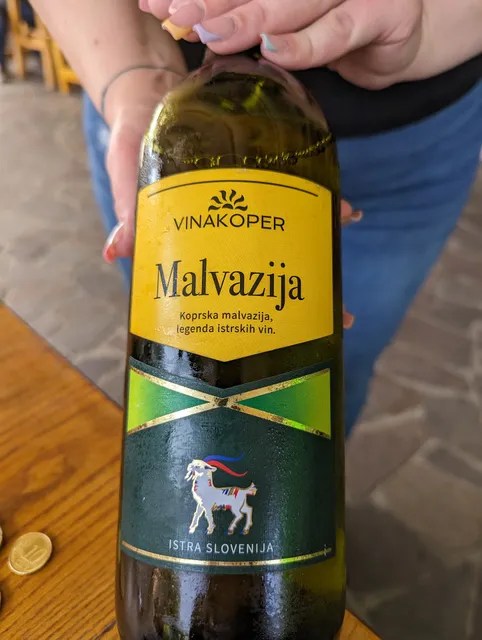 VINAKOPER
Malvazija
Koprska malvazija,
legenda istrskih vin.
ISTRA SLOVENIJA